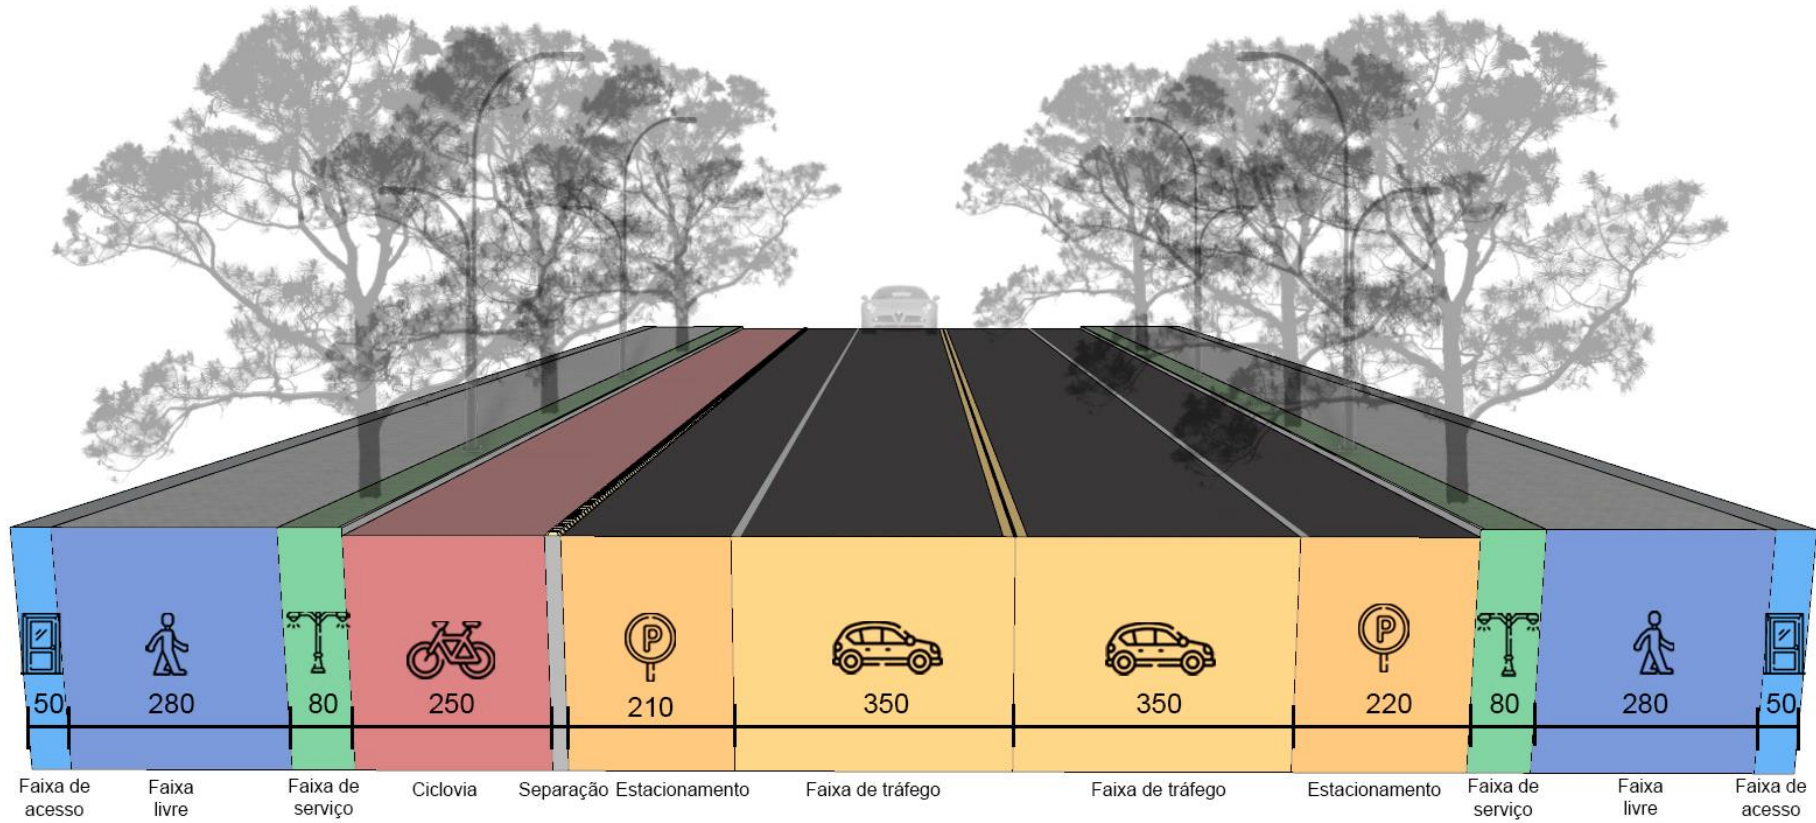 50 280 80 250 210 350 350 220 80 280 50
Faixa de acesso
Faixa livre
Faixa de serviço
Ciclovia
Separação
Estacionamento
Faixa de tráfego
Faixa de tráfego
Estacionamento
Faixa de serviço
Faixa livre
Faixa de acesso